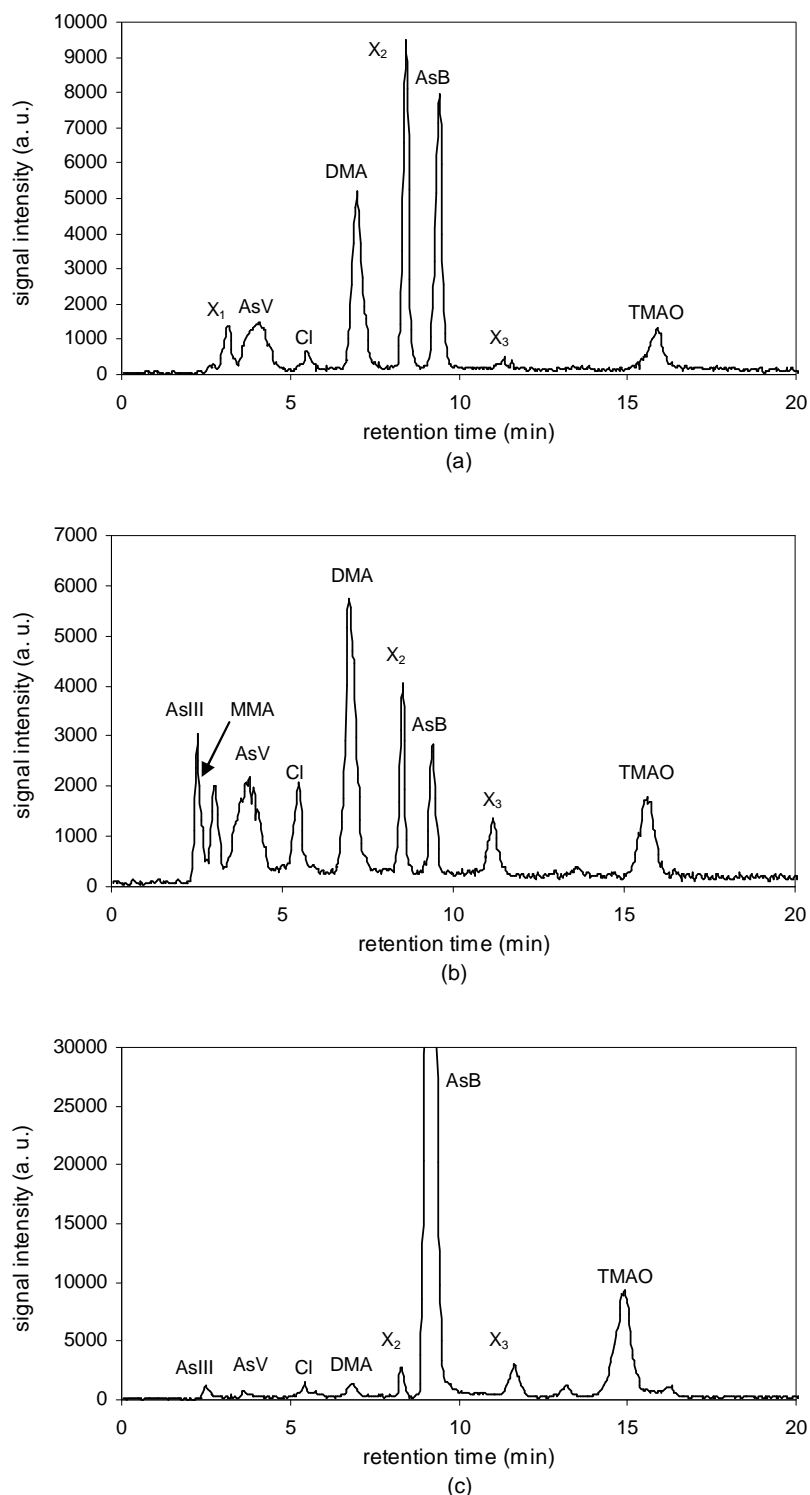 signal intensity (a. u.)
10000
9000
8000
7000
6000
5000
4000
3000
2000
1000
0
X₂
AsB
DMA
X₁
AsV
Cl
X₃
TMAO
0 5 10 15 20
retention time (min)
(a)
signal intensity (a. u.)
7000
6000
5000
4000
3000
2000
1000
0
DMA
X₂
AsIII
MMA
AsV
Cl
AsB
X₃
TMAO
0 5 10 15 20
retention time (min)
(b)
signal intensity (a. u.)
30000
25000
20000
15000
10000
5000
0
AsB
TMAO
AsIII
AsV
Cl
DMA
X₂
X₃
0 5 10 15 20
retention time (min)
(c)